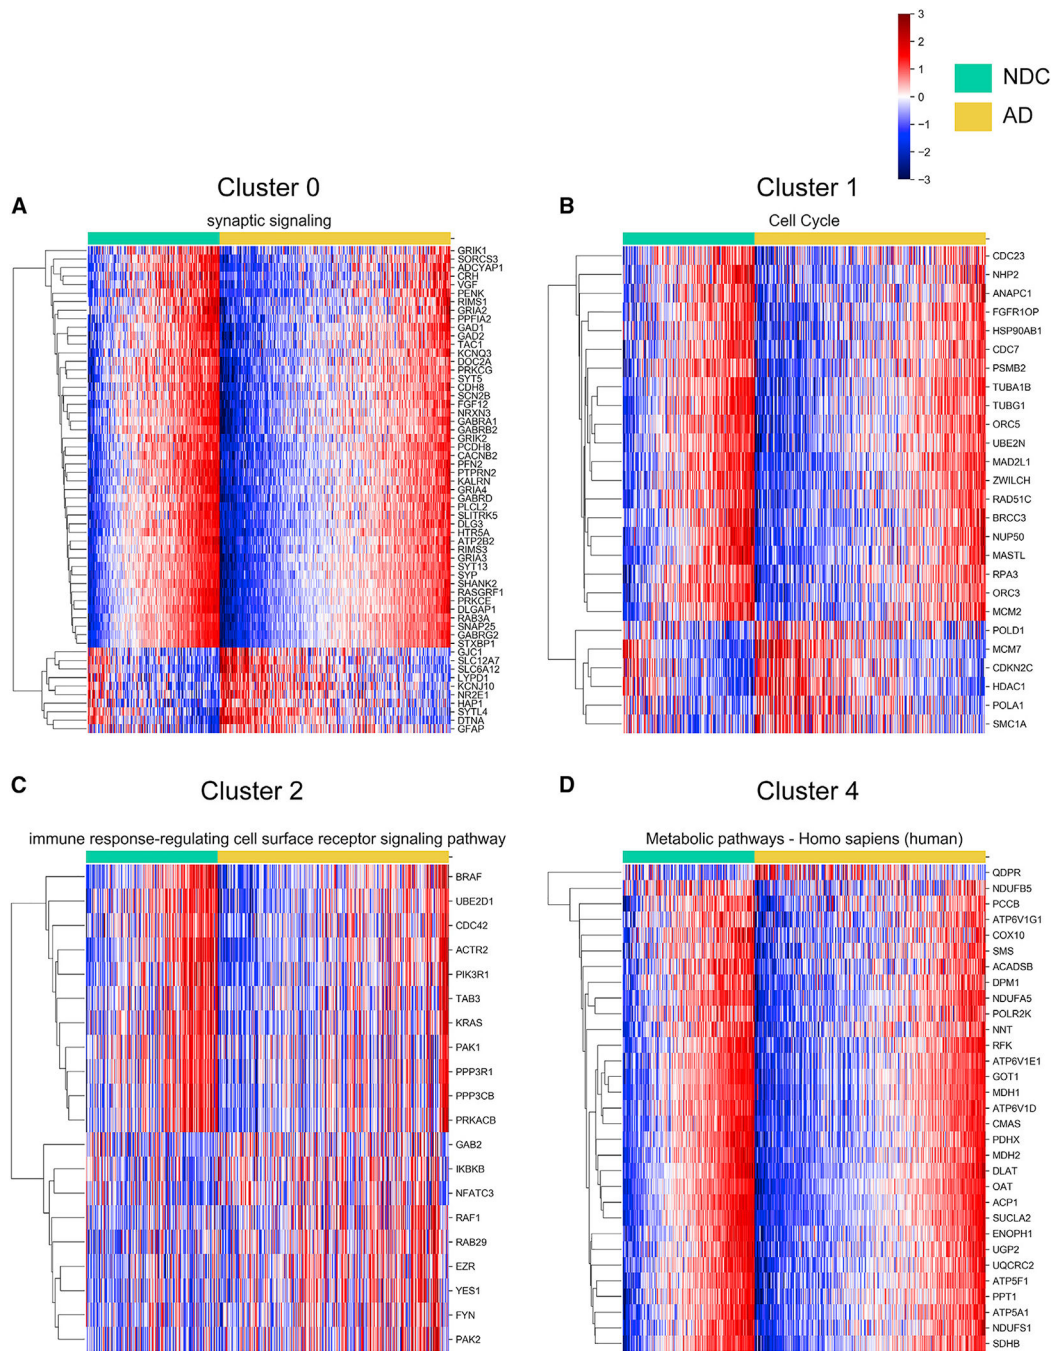 3
2
1
0
−1
−2
−3
NDC
AD
A
Cluster 0
synaptic signaling
GRIK1
SORCS3
ADCYAP1
CRH
VGF
PENK
RIMS1
GRIA2
PPFIA2
GAD1
GAD2
TAC1
KCNQ3
DOC2A
PRKCG
SYT5
CDH8
SCN2B
FGF12
NRXN3
GABRA1
GABRB2
GRIK2
PCDH8
CACNB2
PFN2
PTPRN2
KALRN
GRIA4
GABRD
PLCL2
SLITRK5
DLG3
HTR5A
ATP2B2
RIMS3
GRIA3
SYT13
SYP
SHANK2
RASGRF1
PRKCE
DLGAP1
RAB3A
SNAP25
GABRG2
STXBP1
GJC1
SLC12A7
SLC6A12
LYPD1
KCNJ10
NR2E1
HAP1
SYTL4
DTNA
GFAP
B
Cluster 1
Cell Cycle
CDC23
NHP2
ANAPC1
FGFR1OP
HSP90AB1
CDC7
PSMB2
TUBA1B
TUBG1
ORC5
UBE2N
MAD2L1
ZWILCH
RAD51C
BRCC3
NUP50
MASTL
RPA3
ORC3
MCM2
POLD1
MCM7
CDKN2C
HDAC1
POLA1
SMC1A
C
Cluster 2
immune response-regulating cell surface receptor signaling pathway
BRAF
UBE2D1
CDC42
ACTR2
PIK3R1
TAB3
KRAS
PAK1
PPP3R1
PPP3CB
PRKACB
GAB2
IKBKB
NFATC3
RAF1
RAB29
EZR
YES1
FYN
PAK2
D
Cluster 4
Metabolic pathways - Homo sapiens (human)
QDPR
NDUFB5
PCCB
ATP6V1G1
COX10
SMS
ACADSB
DPM1
NDUFA5
POLR2K
NNT
RFK
ATP6V1E1
GOT1
MDH1
ATP6V1D
CMAS
PDHX
MDH2
DLAT
OAT
ACP1
SUCLA2
ENOPH1
UGP2
UQCRC2
ATP5F1
PPT1
ATP5A1
NDUFS1
SDHB